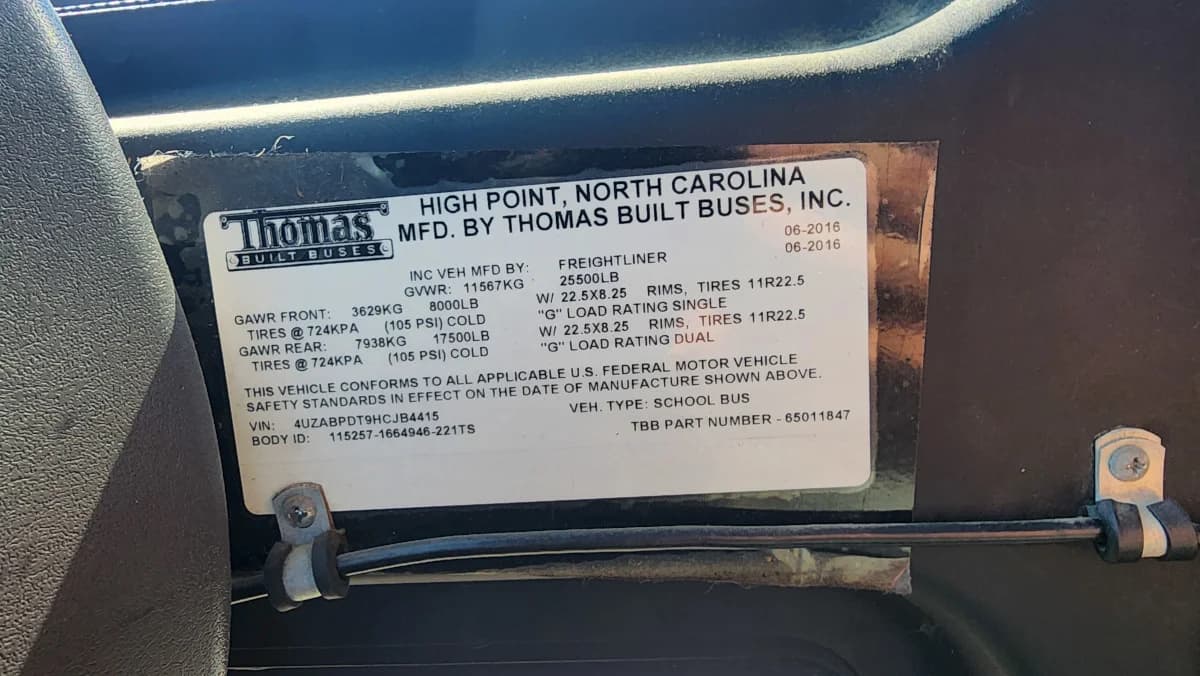 Thomas
BUILT BUSES
HIGH POINT, NORTH CAROLINA
MFD. BY THOMAS BUILT BUSES, INC.
06-2016
INC VEH MFD BY: FREIGHTLINER 06-2016
GVWR: 11567KG 25500LB
GAWR FRONT: 3629KG 8000LB W/ 22.5X8.25 RIMS, TIRES 11R22.5
TIRES @ 724KPA (105 PSI) COLD "G" LOAD RATING SINGLE
GAWR REAR: 7938KG 17500LB W/ 22.5X8.25 RIMS, TIRES 11R22.5
TIRES @ 724KPA (105 PSI) COLD "G" LOAD RATING DUAL
THIS VEHICLE CONFORMS TO ALL APPLICABLE U.S. FEDERAL MOTOR VEHICLE
SAFETY STANDARDS IN EFFECT ON THE DATE OF MANUFACTURE SHOWN ABOVE.
VIN: 4UZABPDT9HCJB4415 VEH. TYPE: SCHOOL BUS
BODY ID: 115257-1664946-221TS TBB PART NUMBER - 65011847